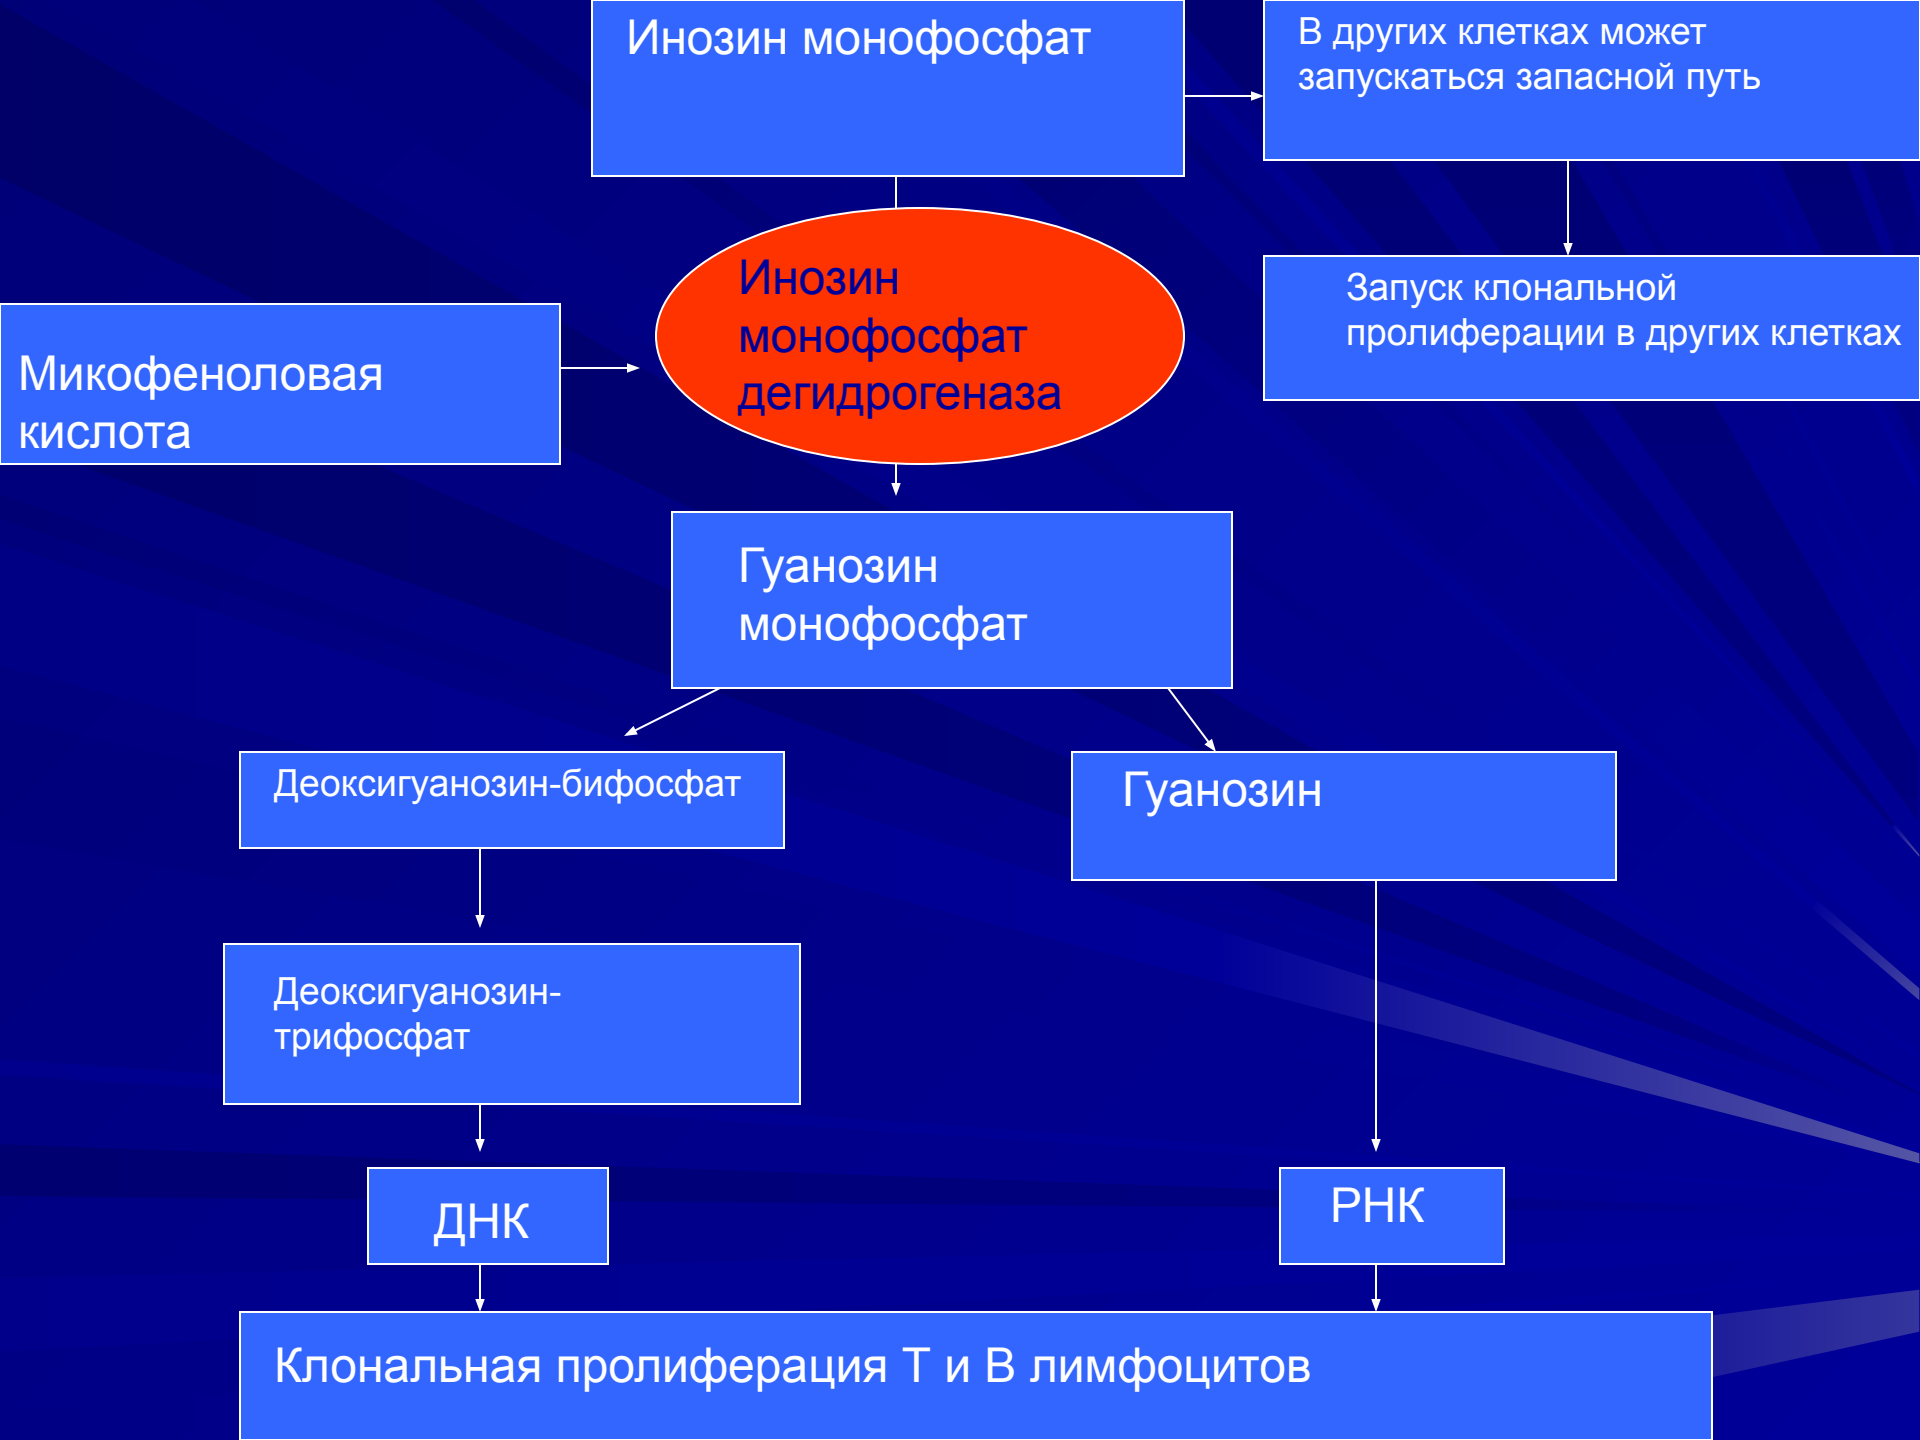 Инозин монофосфат
В других клетках может
запускаться запасной путь
Инозин
монофосфат
дегидрогеназа
Запуск клональной
пролиферации в других клетках
Микофеноловая
кислота
Гуанозин
монофосфат
Деоксигуанозин-бифосфат
Гуанозин
Деоксигуанозин-
трифосфат
ДНК
РНК
Клональная пролиферация Т и В лимфоцитов